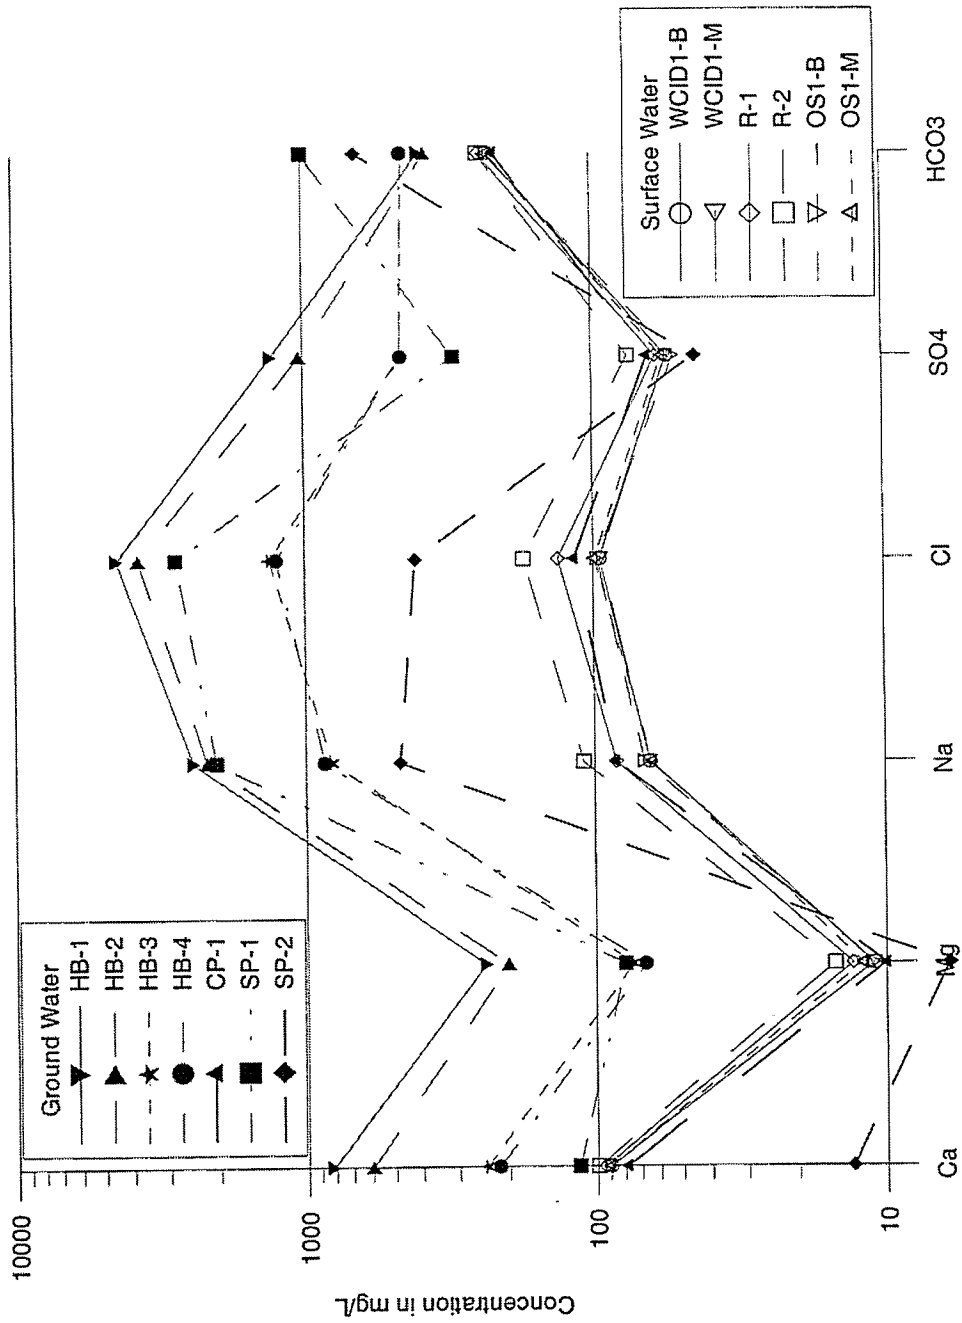 Concentration in mg/L
10000
1000
100
10
Ca
Mg
Na
Cl
SO4
HCO3
Ground Water
HB-1
HB-2
HB-3
HB-4
CP-1
SP-1
SP-2
Surface Water
WCID1-B
WCID1-M
R-1
R-2
OS1-B
OS1-M